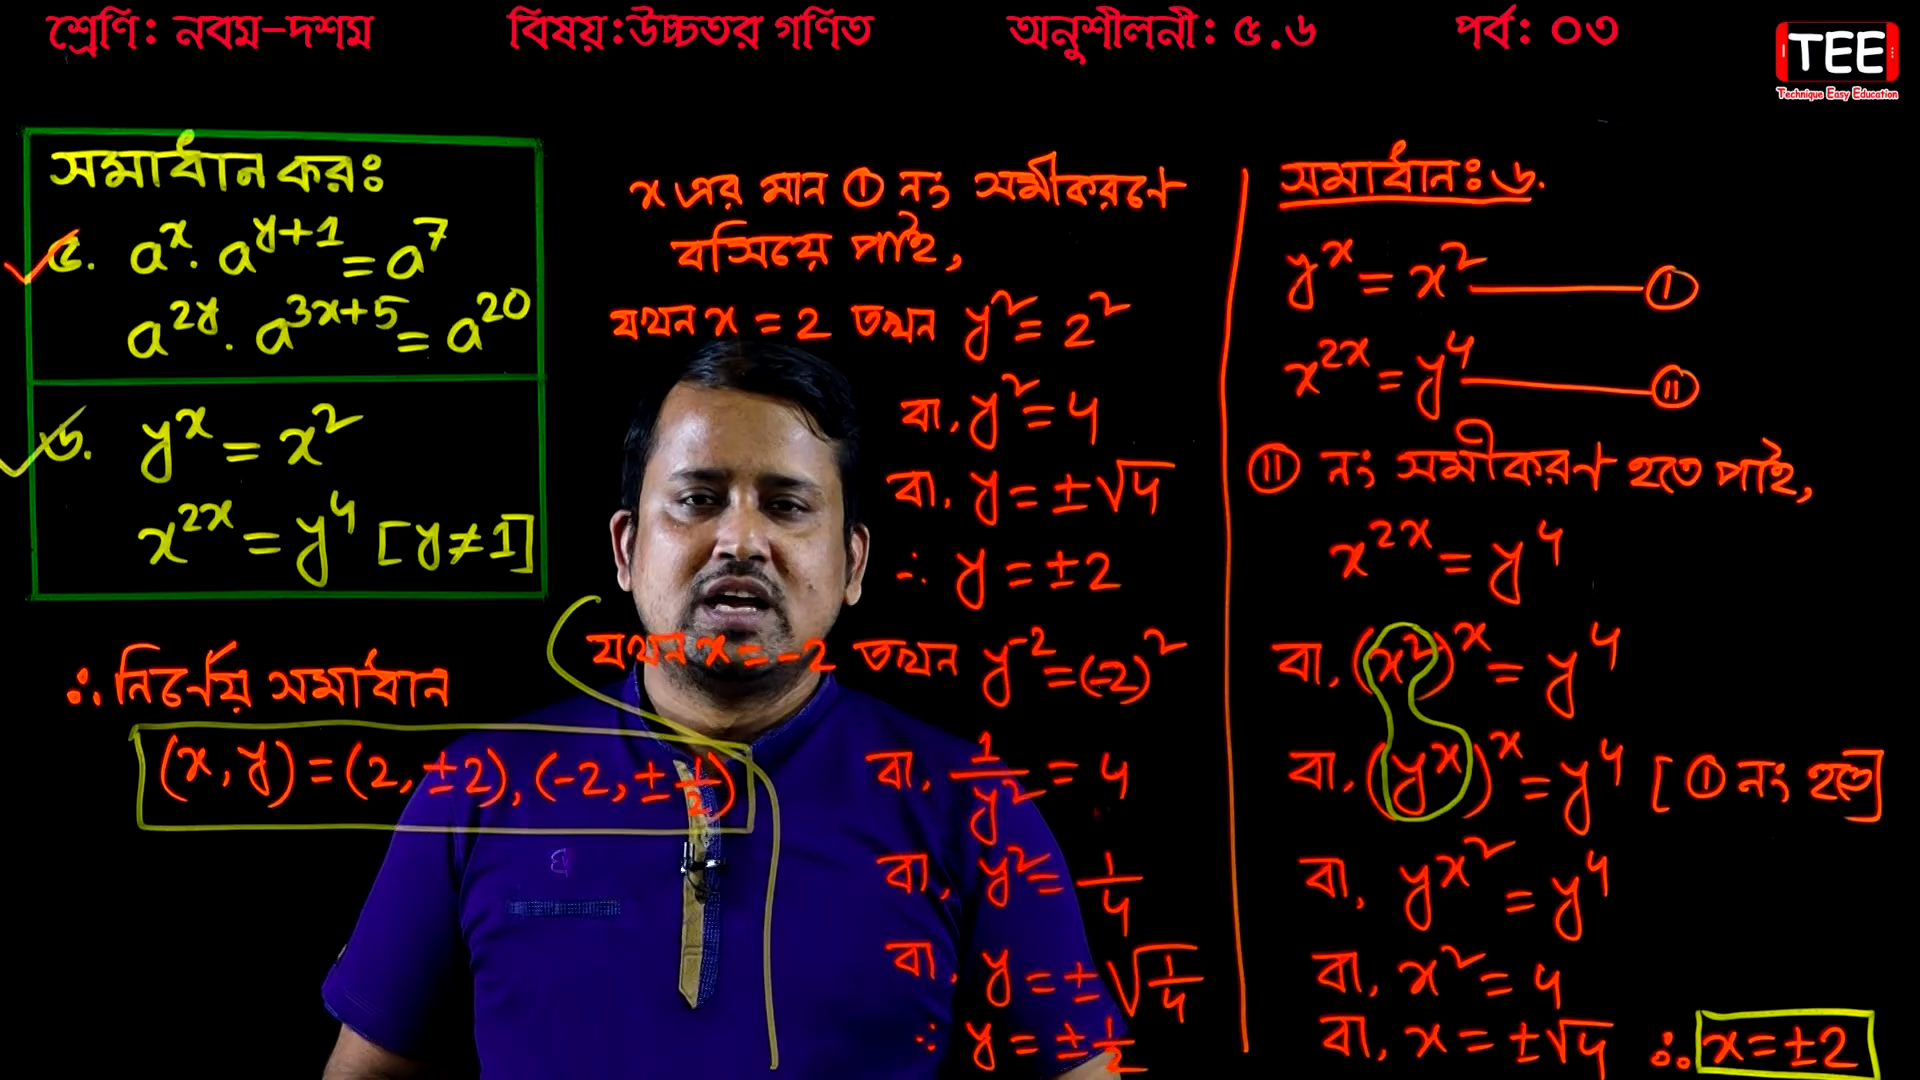 শ্রেণি: নবম-দশম বিষয়:উচ্চতর গণিত অনুশীলনী: ৫.৬ পর্ব: ০৩
TEE
Technique Easy Education
সমাধান করঃ
৫. a^x . a^{y+1} = a^7
a^{2y} . a^{3x+5} = a^{20}
৬. y^x = x^2
x^{2x} = y^4 [y≠1]
∴ নির্ণেয় সমাধান
(x, y) = (2, ±2), (-2, ±1/2)
x এর মান ① নং সমীকরণে
বসিয়ে পাই,
যখন x = 2 তখন y^2 = 2^2
বা, y^2 = 4
বা, y = ±√4
∴ y = ±2
যখন x = -2 তখন y^{-2} = (-2)^2
বা, 1/y^2 = 4
বা, y^2 = 1/4
বা, y = ±√(1/4)
∴ y = ±1/2
সমাধানঃ ৬.
y^x = x^2 — ①
x^{2x} = y^4 — ⑪
⑪ নং সমীকরণ হতে পাই,
x^{2x} = y^4
বা, (x^2)^x = y^4
বা, (y^x)^x = y^4 [① নং হতে]
বা, y^{x^2} = y^4
বা, x^2 = 4
বা, x = ±√4 ∴ x = ±2